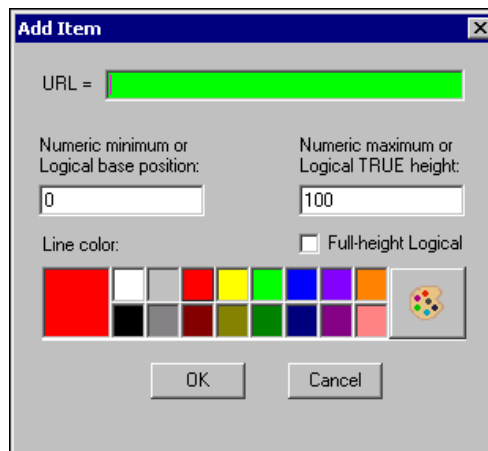 Add Item
URL =
Numeric minimum or
Logical base position:
Numeric maximum or
Logical TRUE height:
0
100
Line color:
Full-height Logical
OK
Cancel